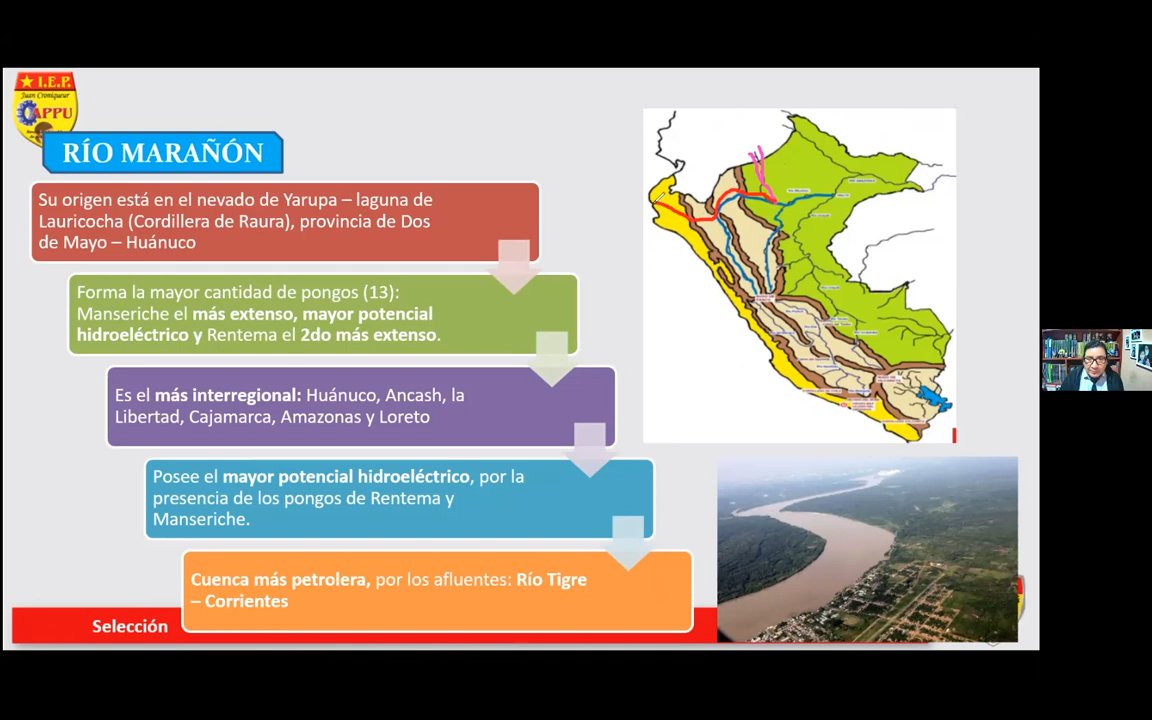 ★ I.E.P.
Juan Croniqueur
CAPPU
RÍO MARAÑÓN
Su origen está en el nevado de Yarupa – laguna de
Lauricocha (Cordillera de Raura), provincia de Dos
de Mayo – Huánuco
Forma la mayor cantidad de pongos (13):
Manseriche el más extenso, mayor potencial
hidroeléctrico y Rentema el 2do más extenso.
Es el más interregional: Huánuco, Ancash, la
Libertad, Cajamarca, Amazonas y Loreto
Posee el mayor potencial hidroeléctrico, por la
presencia de los pongos de Rentema y
Manseriche.
Cuenca más petrolera, por los afluentes: Río Tigre
– Corrientes
Selección